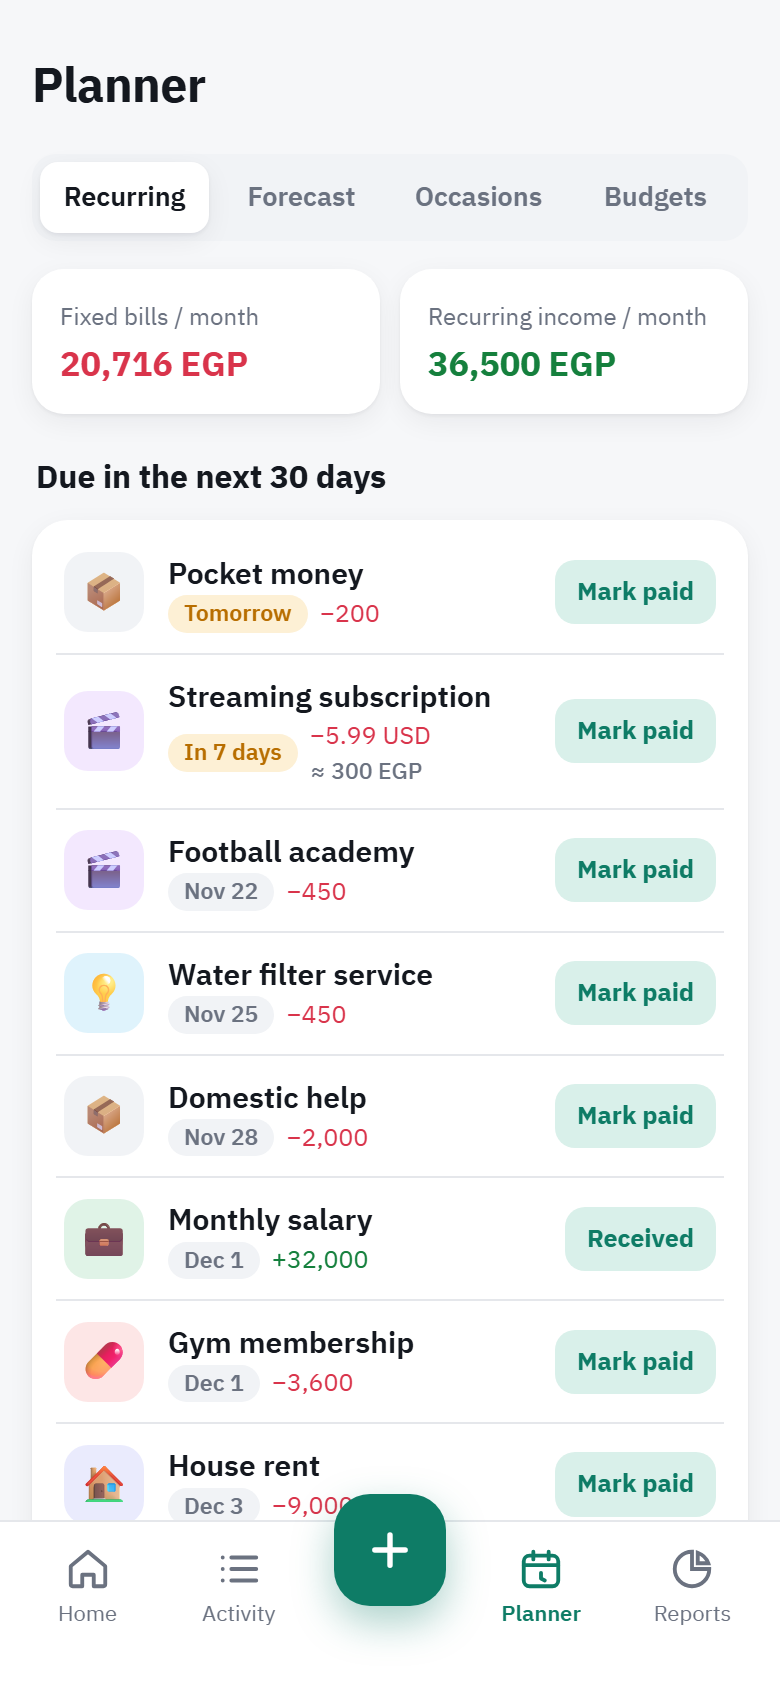 Planner
Recurring
Forecast
Occasions
Budgets
Fixed bills / month
20,716 EGP
Recurring income / month
36,500 EGP
Due in the next 30 days
Pocket money
Tomorrow −200
Mark paid
Streaming subscription
In 7 days −5.99 USD
≈ 300 EGP
Mark paid
Football academy
Nov 22 −450
Mark paid
Water filter service
Nov 25 −450
Mark paid
Domestic help
Nov 28 −2,000
Mark paid
Monthly salary
Dec 1 +32,000
Received
Gym membership
Dec 1 −3,600
Mark paid
House rent
Dec 3 −9,000
Mark paid
Home
Activity
Planner
Reports